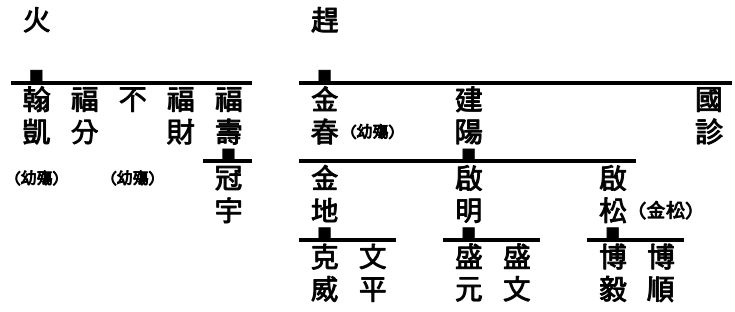 火 趕
翰凱 福分 不 福財 福壽 金春（幼殤） 建陽 國診
（幼殤） （幼殤） 冠宇 金地 啟明 啟松（金松）
克威 文平 盛元 盛文 博毅 博順